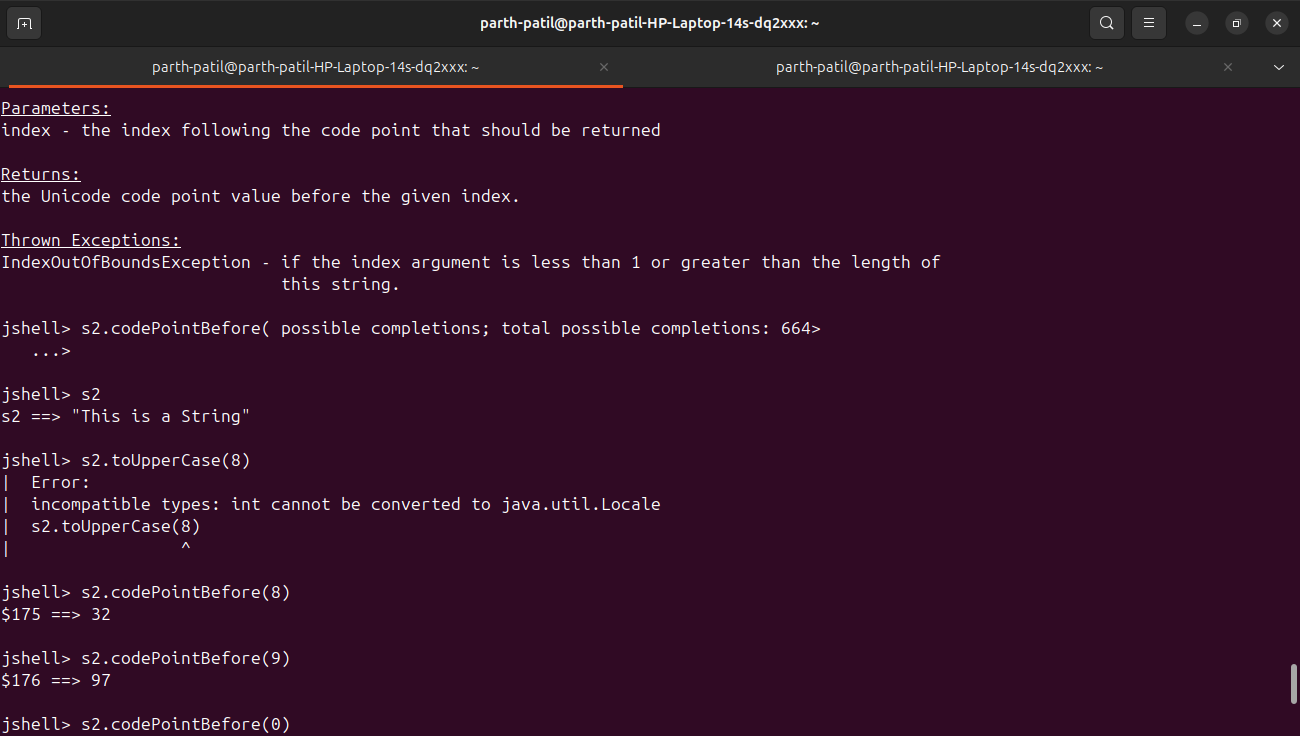 parth-patil@parth-patil-HP-Laptop-14s-dq2xxx: ~
parth-patil@parth-patil-HP-Laptop-14s-dq2xxx: ~
parth-patil@parth-patil-HP-Laptop-14s-dq2xxx: ~
Parameters:
index - the index following the code point that should be returned
Returns:
the Unicode code point value before the given index.
Thrown Exceptions:
IndexOutOfBoundsException - if the index argument is less than 1 or greater than the length of
this string.
jshell> s2.codePointBefore( possible completions; total possible completions: 664>
...>
jshell> s2
s2 ==> "This is a String"
jshell> s2.toUpperCase(8)
|  Error:
|  incompatible types: int cannot be converted to java.util.Locale
|  s2.toUpperCase(8)
|                 ^
jshell> s2.codePointBefore(8)
$175 ==> 32
jshell> s2.codePointBefore(9)
$176 ==> 97
jshell> s2.codePointBefore(0)